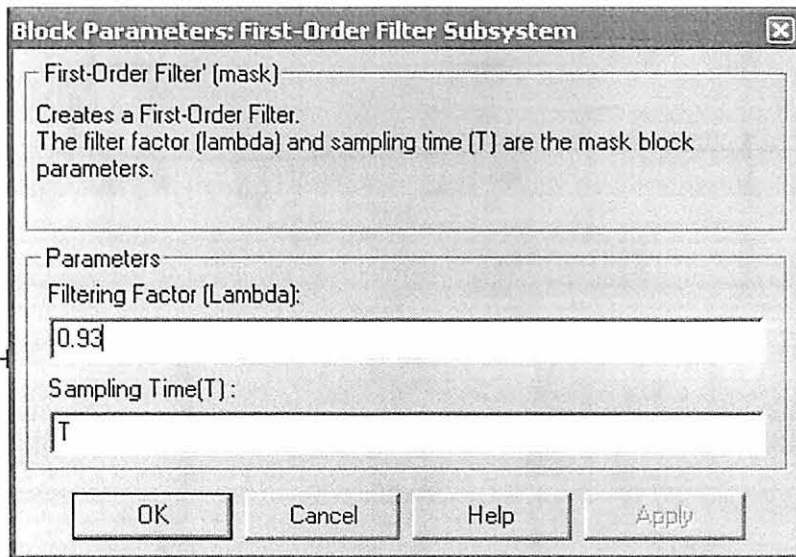 Block Parameters: First-Order Filter Subsystem
First-Order Filter' (mask)
Creates a First-Order Filter.
The filter factor (lambda) and sampling time (T) are the mask block
parameters.
Parameters
Filtering Factor (Lambda):
0.93
Sampling Time(T) :
T
OK
Cancel
Help
Apply